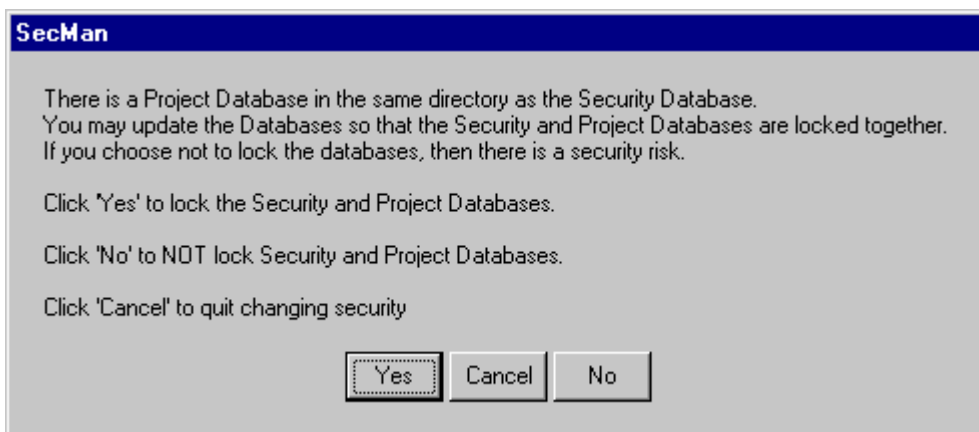 SecMan
There is a Project Database in the same directory as the Security Database.
You may update the Databases so that the Security and Project Databases are locked together.
If you choose not to lock the databases, then there is a security risk.
Click 'Yes' to lock the Security and Project Databases.
Click 'No' to NOT lock Security and Project Databases.
Click 'Cancel' to quit changing security
Yes Cancel No